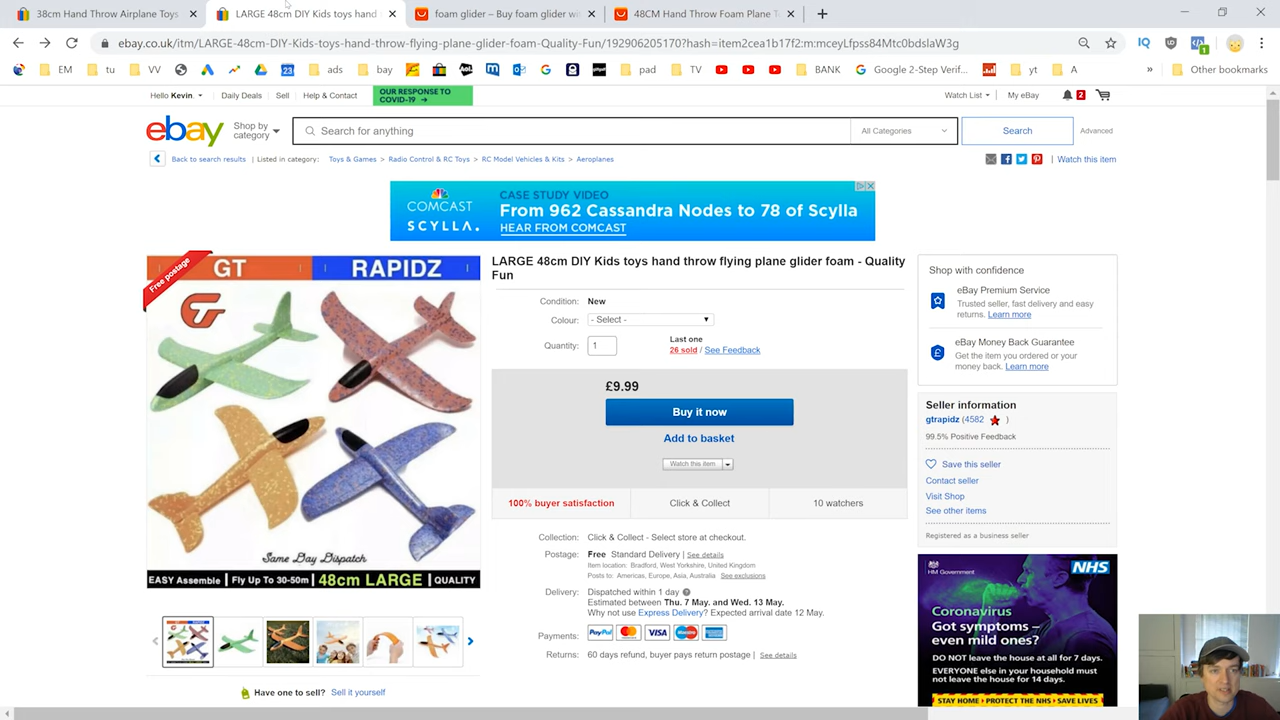 38cm Hand Throw Airplane Toys
LARGE 48cm DIY Kids toys hand
foam glider – Buy foam glider wi
48CM Hand Throw Foam Plane T
ebay.co.uk/itm/LARGE-48cm-DIY-Kids-toys-hand-throw-flying-plane-glider-foam-Quality-Fun/192906205170?hash=item2cea1b17f2:m:mceyLfpss84Mtc0bdslaW3g
EM tu VV ads bay pad TV BANK Google 2-Step Verif... yt A » Other bookmarks
Hello Kevin. Daily Deals Sell Help & Contact
OUR RESPONSE TO
COVID-19 →
Watch List My eBay 2
ebay
Shop by
category
Search for anything
All Categories
Search
Advanced
Back to search results | Listed in category: Toys & Games > Radio Control & RC Toys > RC Model Vehicles & Kits > Aeroplanes
| Watch this item
COMCAST
SCYLLA.
CASE STUDY VIDEO
From 962 Cassandra Nodes to 78 of Scylla
HEAR FROM COMCAST
Free postage
GT RAPIDZ
Same Day Dispatch
EASY Assemble | Fly Up To 30-50m | 48cm LARGE | QUALITY
Have one to sell? Sell it yourself
LARGE 48cm DIY Kids toys hand throw flying plane glider foam - Quality
Fun
Condition: New
Colour: - Select -
Quantity: 1
Last one
26 sold / See Feedback
£9.99
Buy it now
Add to basket
Watch this item
100% buyer satisfaction
Click & Collect
10 watchers
Collection: Click & Collect - Select store at checkout.
Postage: Free Standard Delivery | See details
Item location: Bradford, West Yorkshire, United Kingdom
Posts to: Americas, Europe, Asia, Australia See exclusions
Delivery: Dispatched within 1 day
Estimated between Thu. 7 May. and Wed. 13 May.
Why not use Express Delivery? Expected arrival date 12 May.
Payments: PayPal VISA
Returns: 60 days refund, buyer pays return postage | See details
Shop with confidence
eBay Premium Service
Trusted seller, fast delivery and easy
returns. Learn more
eBay Money Back Guarantee
Get the item you ordered or your
money back. Learn more
Seller information
gtrapidz (4582 )
99.5% Positive Feedback
Save this seller
Contact seller
Visit Shop
See other items
Registered as a business seller
HM Government
NHS
Coronavirus
Got symptoms –
even mild ones?
DO NOT leave the house at all for 7 days.
EVERYONE else in your household must
not leave the house for 14 days.
STAY HOME ▸ PROTECT THE NHS ▸ SAVE LIVES